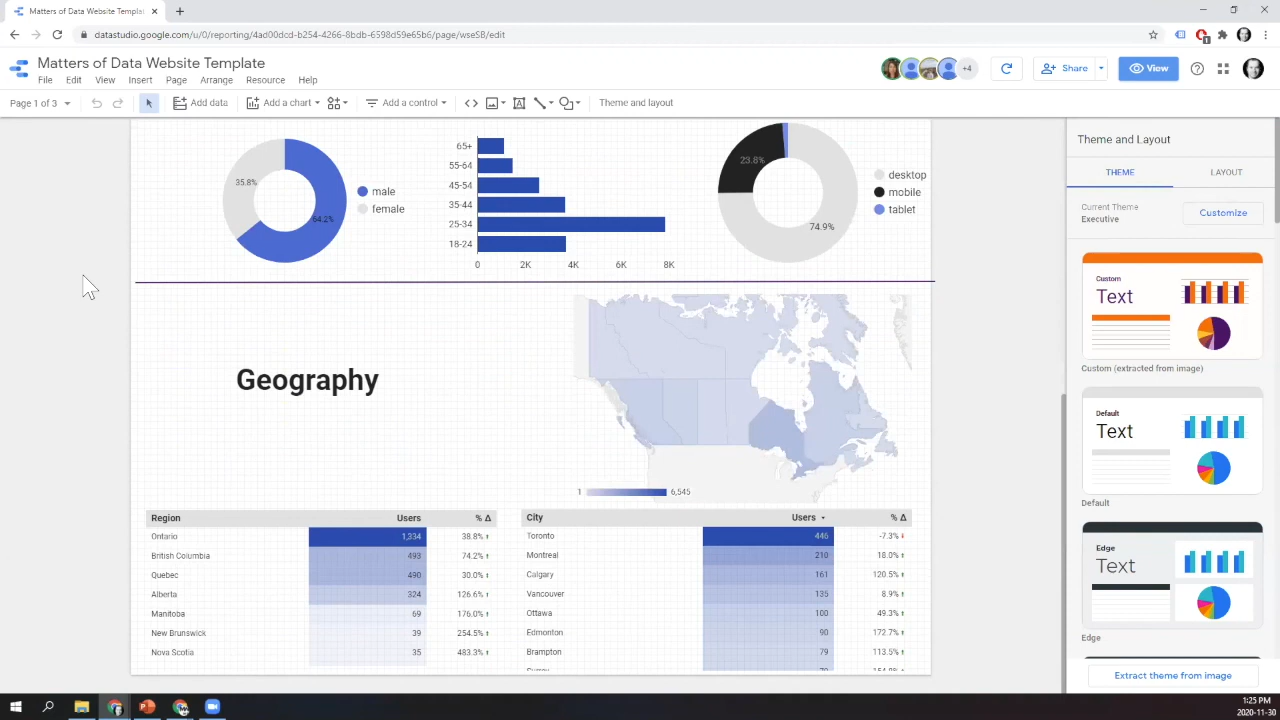 Matters of Data Website Templa
datastudio.google.com/u/0/reporting/4ad00dcd-b254-4266-8bdb-6598d59e65b6/page/wseSB/edit
1
Matters of Data Website Template
File Edit View Insert Page Arrange Resource Help
+4
Share
View
Page 1 of 3
Add data
Add a chart
Add a control
Theme and layout
35.8%
64.2%
male
female
65+
55-64
45-54
35-44
25-34
18-24
0 2K 4K 6K 8K
23.8%
74.9%
desktop
mobile
tablet
Geography
1 6,545
Region Users % Δ
Ontario 1,334 38.8%
British Columbia 493 74.2%
Quebec 490 30.0%
Alberta 324 126.6%
Manitoba 69 176.0%
New Brunswick 39 254.5%
Nova Scotia 35 483.3%
City Users % Δ
Toronto 446 -7.3%
Montreal 210 18.0%
Calgary 161 120.5%
Vancouver 135 8.9%
Ottawa 100 49.3%
Edmonton 90 172.7%
Brampton 79 113.5%
Theme and Layout
THEME LAYOUT
Current Theme
Executive
Customize
Custom
Text
Custom (extracted from image)
Default
Text
Default
Edge
Text
Edge
Extract theme from image
1:25 PM
2020-11-30